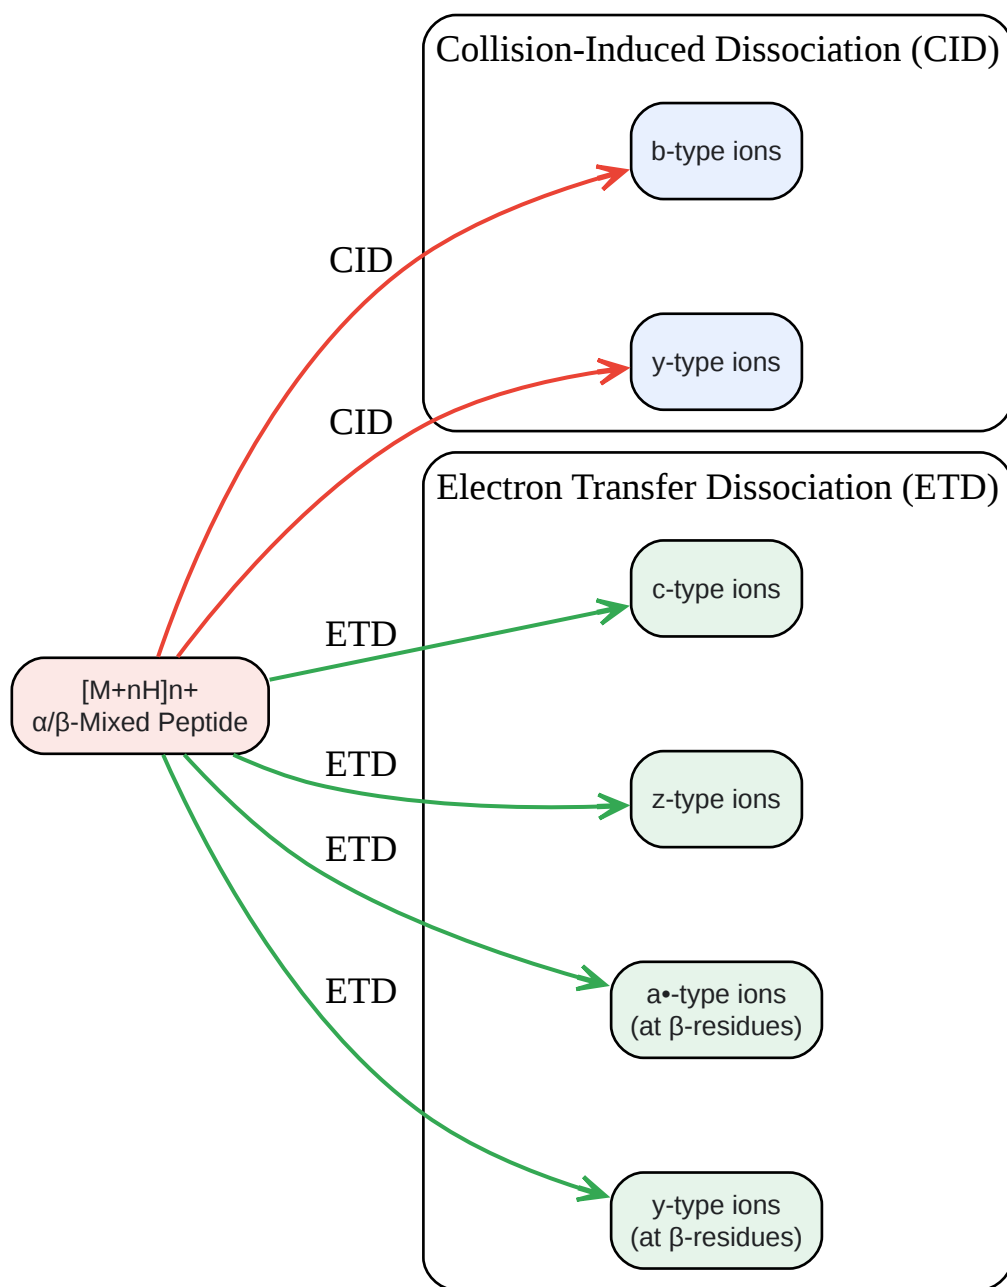 Collision-Induced Dissociation (CID)
b-type ions
CID
y-type ions
CID
Electron Transfer Dissociation (ETD)
c-type ions
ETD
[M+nH]n+
α/β-Mixed Peptide
ETD
z-type ions
ETD
a•-type ions
(at β-residues)
ETD
y-type ions
(at β-residues)